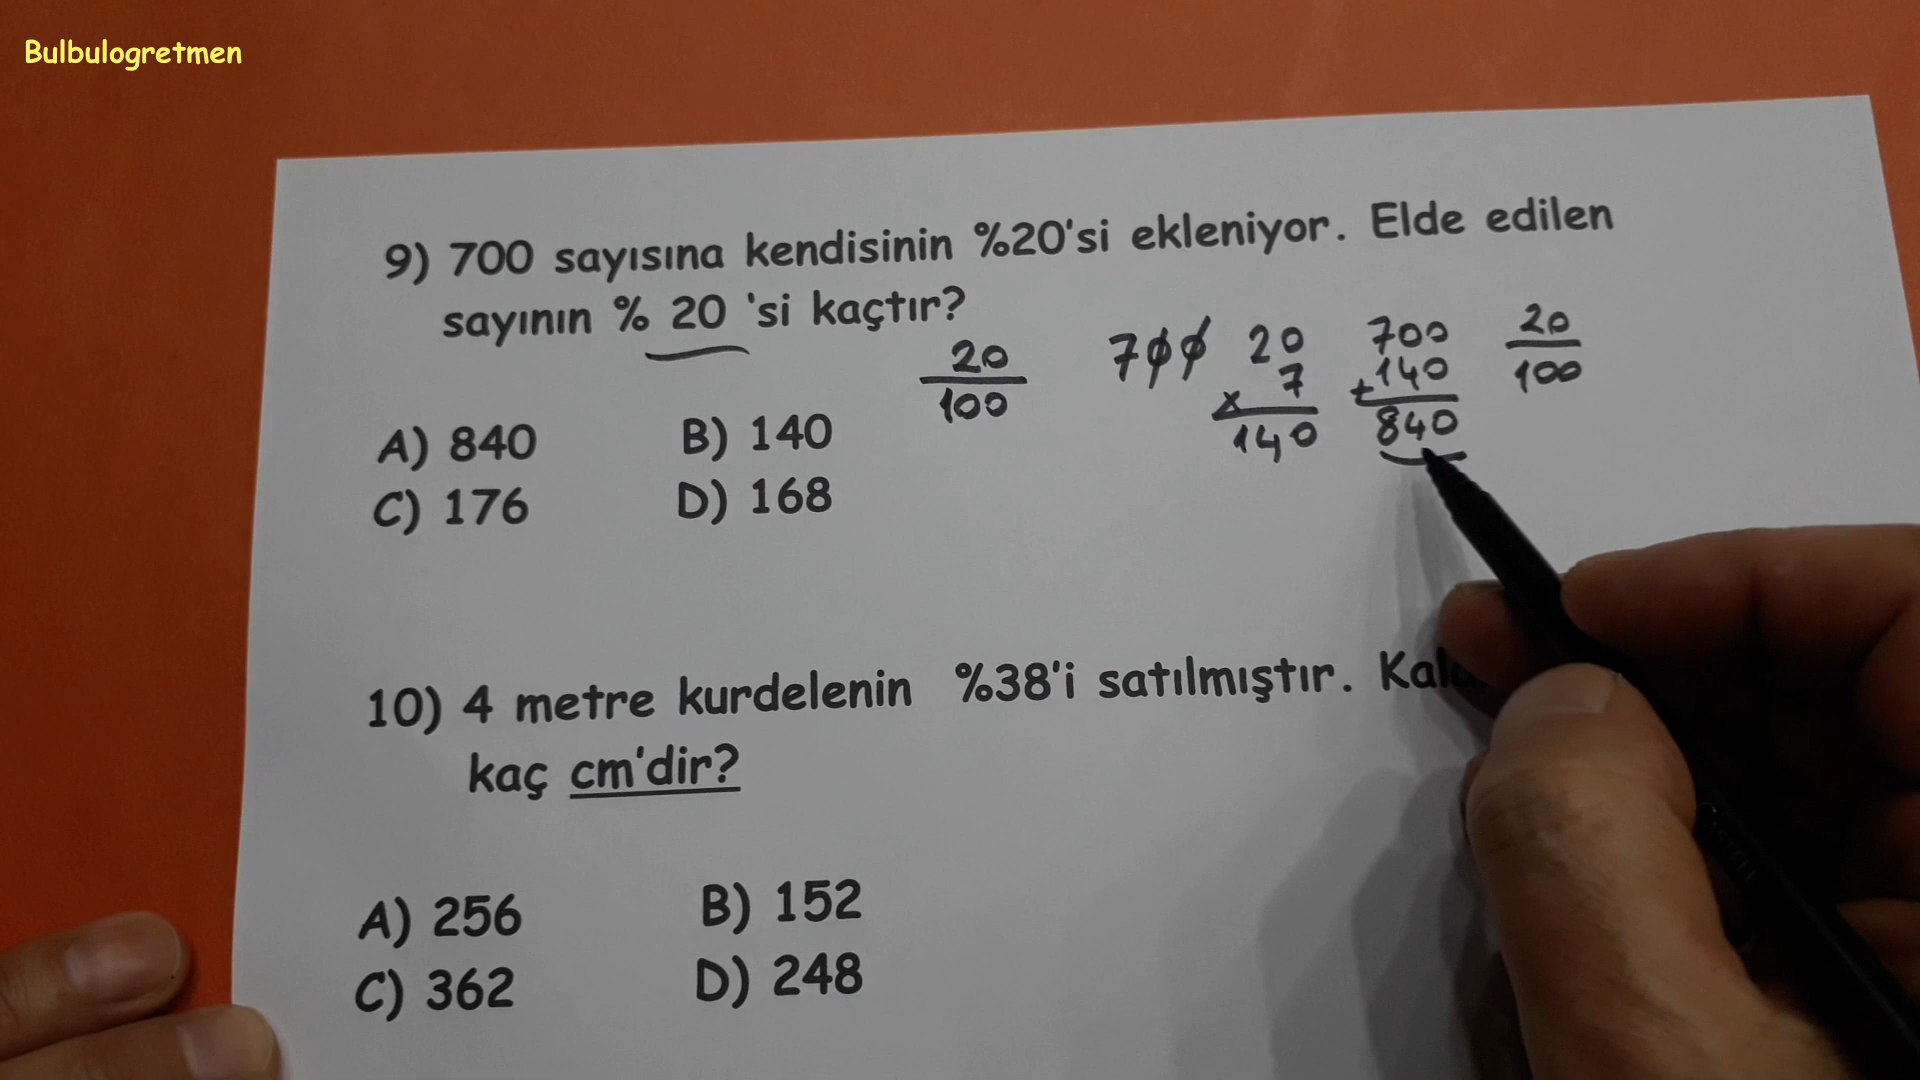 Bulbulogretmen
9) 700 sayısına kendisinin %20'si ekleniyor. Elde edilen
sayının % 20 'si kaçtır?
20
100
700
20
x 7
140
700
+140
840
20
100
A) 840 B) 140
C) 176 D) 168
10) 4 metre kurdelenin %38'i satılmıştır.
kaç cm'dir?
A) 256 B) 152
C) 362 D) 248